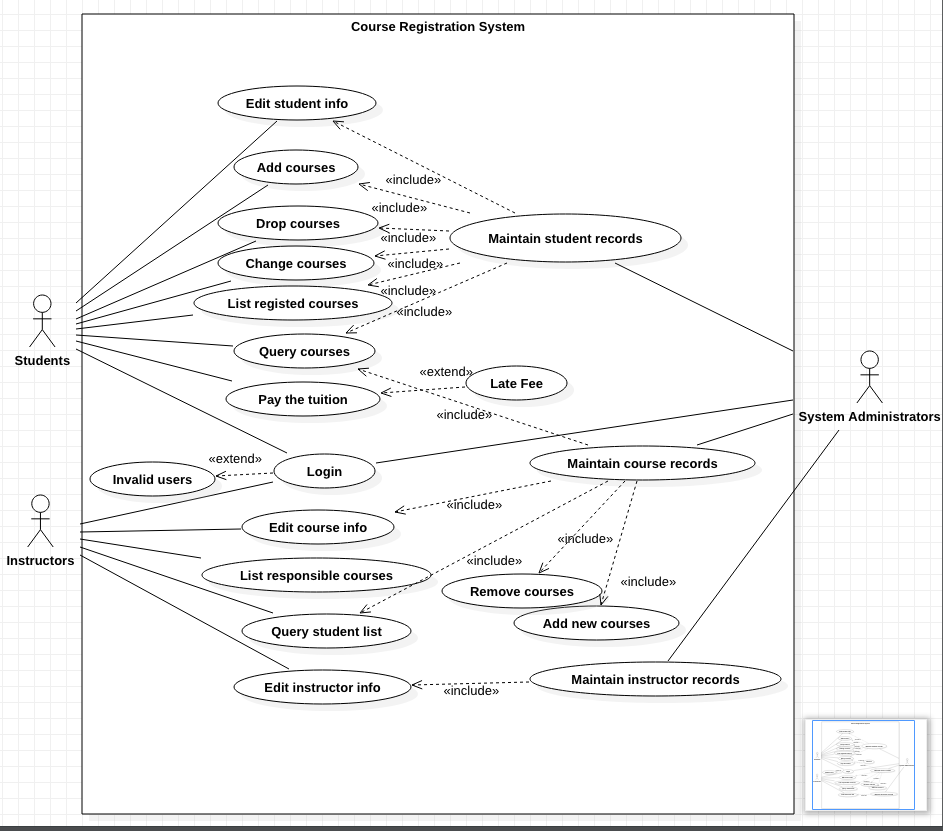 Course Registration System
Edit student info
Add courses
«include»
«include»
Drop courses
«include»
Maintain student records
Change courses
«include»
«include»
List registed courses
«include»
Query courses
Students
«extend»
Late Fee
Pay the tuition
«include»
System Administrators
«extend»
Login
Maintain course records
Invalid users
«include»
Edit course info
«include»
Instructors
«include»
List responsible courses
«include»
Remove courses
Add new courses
Query student list
Maintain instructor records
Edit instructor info
«include»